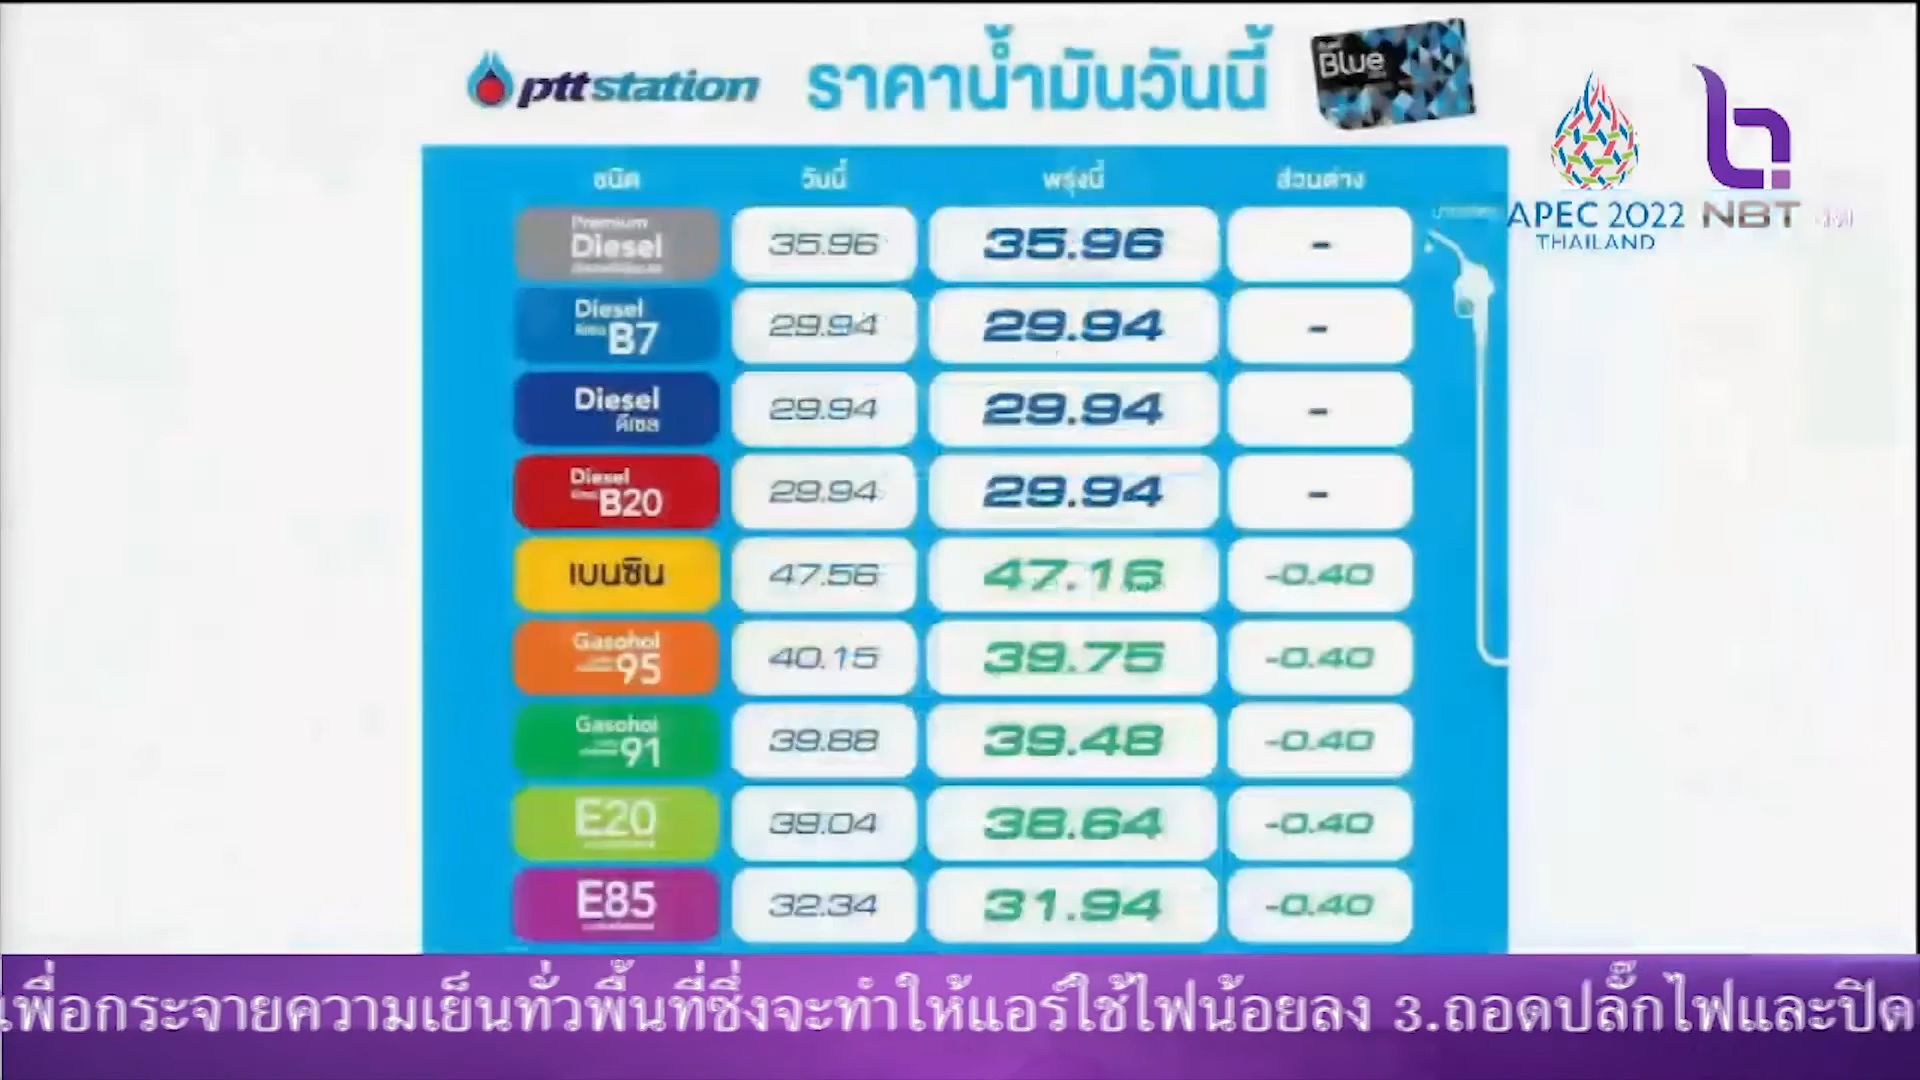 ptt station ราคาน้ำมันวันนี้ Blue
ชนิด วันนี้ พรุ่งนี้ ส่วนต่าง
Premium Diesel 35.96 35.96 -
Diesel B7 29.94 29.94 -
Diesel ดีเซล 29.94 29.94 -
Diesel B20 29.94 29.94 -
เบนซิน 47.56 47.16 -0.40
Gasohol 95 40.15 39.75 -0.40
Gasohol 91 39.88 39.48 -0.40
E20 39.04 38.64 -0.40
E85 32.34 31.94 -0.40
APEC 2022 THAILAND
NBT
เพื่อกระจายความเย็นทั่วพื้นที่ซึ่งจะทำให้แอร์ใช้ไฟน้อยลง 3.ถอดปลั๊กไฟและปิด